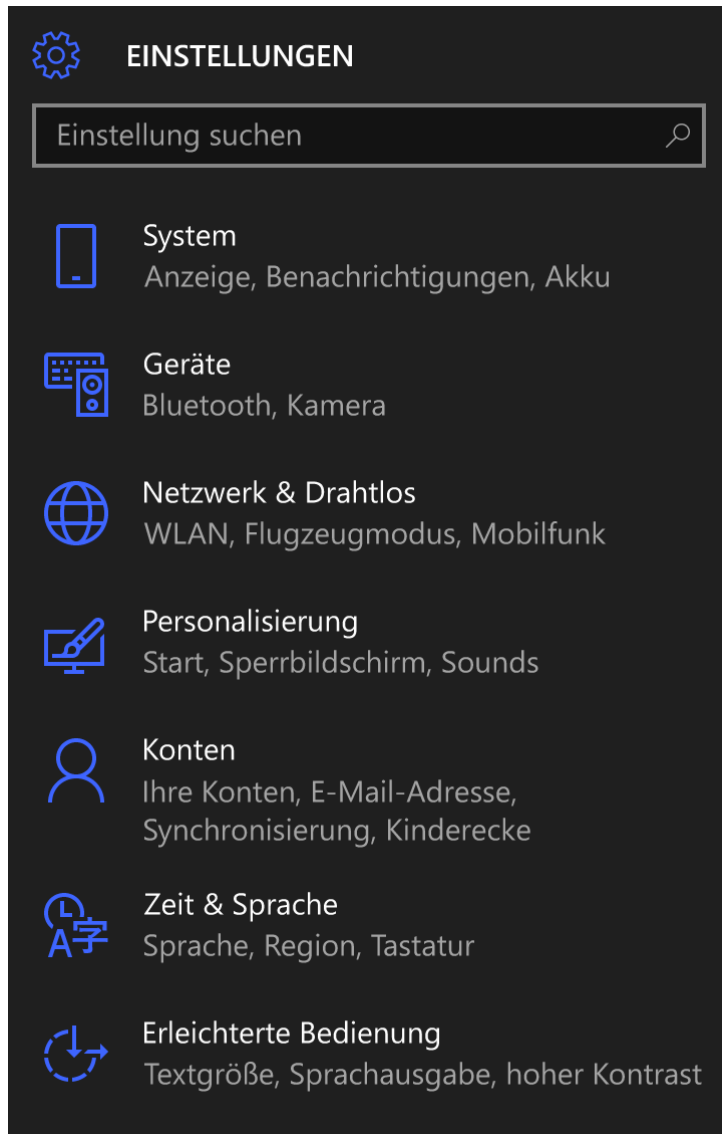 EINSTELLUNGEN
Einstellung suchen
System
Anzeige, Benachrichtigungen, Akku
Geräte
Bluetooth, Kamera
Netzwerk & Drahtlos
WLAN, Flugzeugmodus, Mobilfunk
Personalisierung
Start, Sperrbildschirm, Sounds
Konten
Ihre Konten, E-Mail-Adresse,
Synchronisierung, Kinderecke
Zeit & Sprache
Sprache, Region, Tastatur
Erleichterte Bedienung
Textgröße, Sprachausgabe, hoher Kontrast